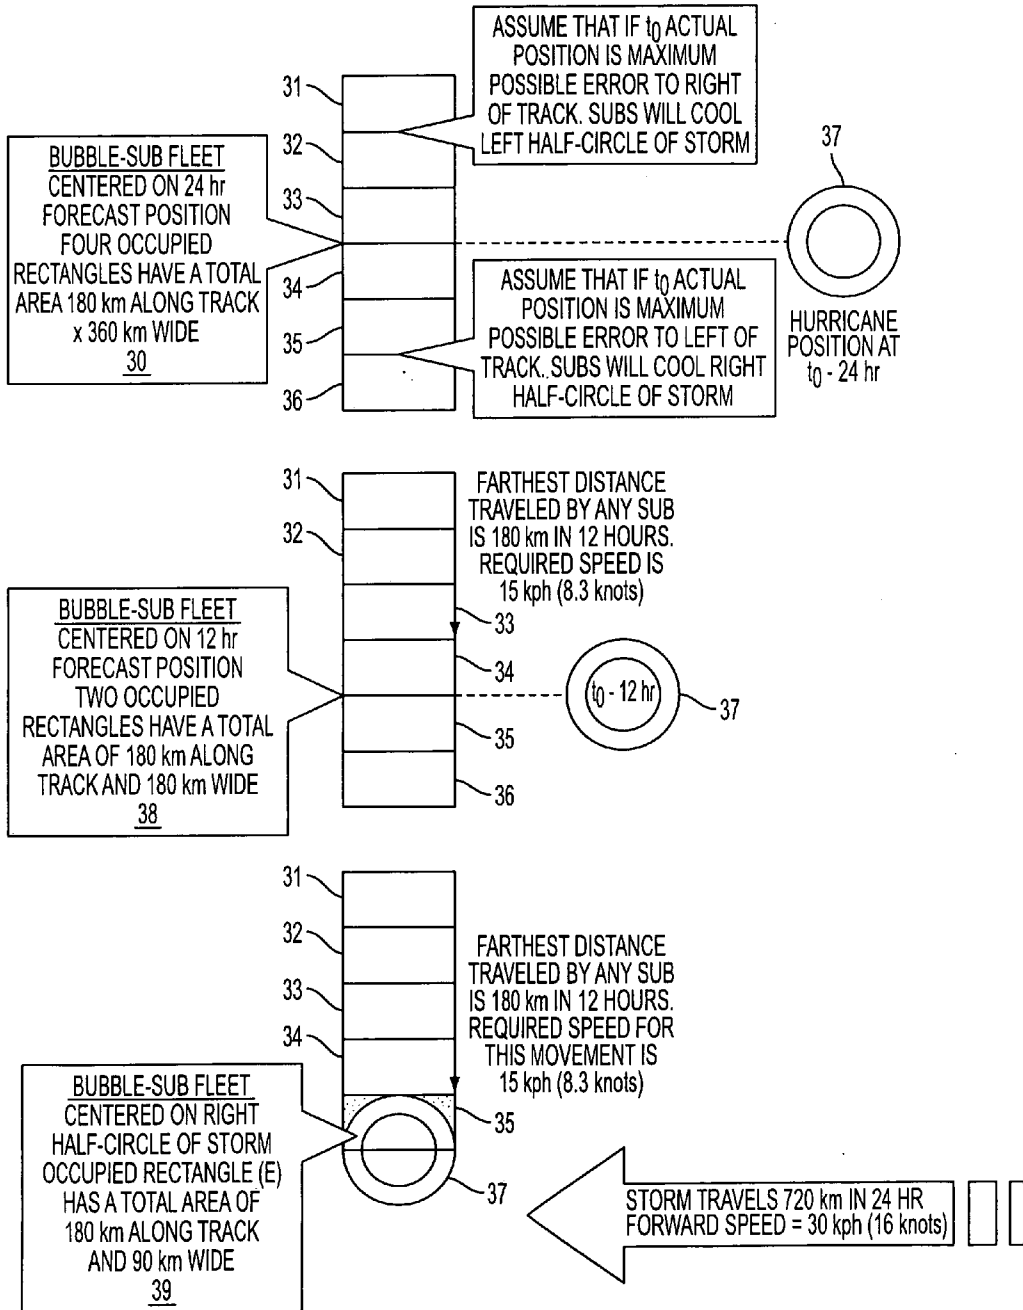 ASSUME THAT IF t0 ACTUAL
POSITION IS MAXIMUM
POSSIBLE ERROR TO RIGHT
OF TRACK. SUBS WILL COOL
LEFT HALF-CIRCLE OF STORM
31
32
33
34
35
36
BUBBLE-SUB FLEET
CENTERED ON 24 hr
FORECAST POSITION
FOUR OCCUPIED
RECTANGLES HAVE A TOTAL
AREA 180 km ALONG TRACK
x 360 km WIDE
30
37
HURRICANE
POSITION AT
t0 - 24 hr
ASSUME THAT IF t0 ACTUAL
POSITION IS MAXIMUM
POSSIBLE ERROR TO LEFT OF
TRACK. SUBS WILL COOL RIGHT
HALF-CIRCLE OF STORM
31
32
FARTHEST DISTANCE
TRAVELED BY ANY SUB
IS 180 km IN 12 HOURS.
REQUIRED SPEED IS
15 kph (8.3 knots)
33
34
35
36
BUBBLE-SUB FLEET
CENTERED ON 12 hr
FORECAST POSITION
TWO OCCUPIED
RECTANGLES HAVE A TOTAL
AREA OF 180 km ALONG
TRACK AND 180 km WIDE
38
t0 - 12 hr
37
31
32
33
34
FARTHEST DISTANCE
TRAVELED BY ANY SUB
IS 180 km IN 12 HOURS.
REQUIRED SPEED FOR
THIS MOVEMENT IS
15 kph (8.3 knots)
35
37
BUBBLE-SUB FLEET
CENTERED ON RIGHT
HALF-CIRCLE OF STORM
OCCUPIED RECTANGLE (E)
HAS A TOTAL AREA OF
180 km ALONG TRACK
AND 90 km WIDE
39
STORM TRAVELS 720 km IN 24 HR
FORWARD SPEED = 30 kph (16 knots)